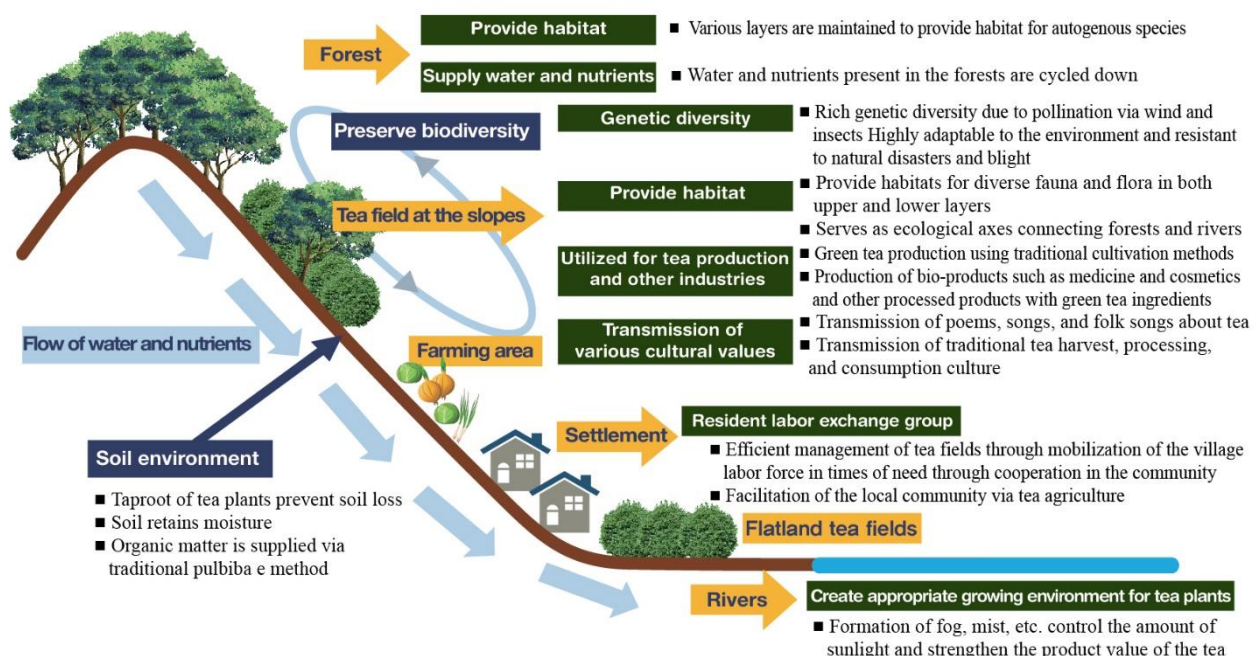 Forest
Provide habitat
■ Various layers are maintained to provide habitat for autogenous species
Supply water and nutrients
■ Water and nutrients present in the forests are cycled down
Preserve biodiversity
Tea field at the slopes
Genetic diversity
■ Rich genetic diversity due to pollination via wind and
insects Highly adaptable to the environment and resistant
to natural disasters and blight
Provide habitat
■ Provide habitats for diverse fauna and flora in both
upper and lower layers
■ Serves as ecological axes connecting forests and rivers
Utilized for tea production
and other industries
■ Green tea production using traditional cultivation methods
■ Production of bio-products such as medicine and cosmetics
and other processed products with green tea ingredients
Transmission of
various cultural values
■ Transmission of poems, songs, and folk songs about tea
■ Transmission of traditional tea harvest, processing,
and consumption culture
Flow of water and nutrients
Farming area
Soil environment
■ Taproot of tea plants prevent soil loss
■ Soil retains moisture
■ Organic matter is supplied via
traditional pulbiba e method
Settlement
Resident labor exchange group
■ Efficient management of tea fields through mobilization of the village
labor force in times of need through cooperation in the community
■ Facilitation of the local community via tea agriculture
Flatland tea fields
Rivers
Create appropriate growing environment for tea plants
■ Formation of fog, mist, etc. control the amount of
sunlight and strengthen the product value of the tea